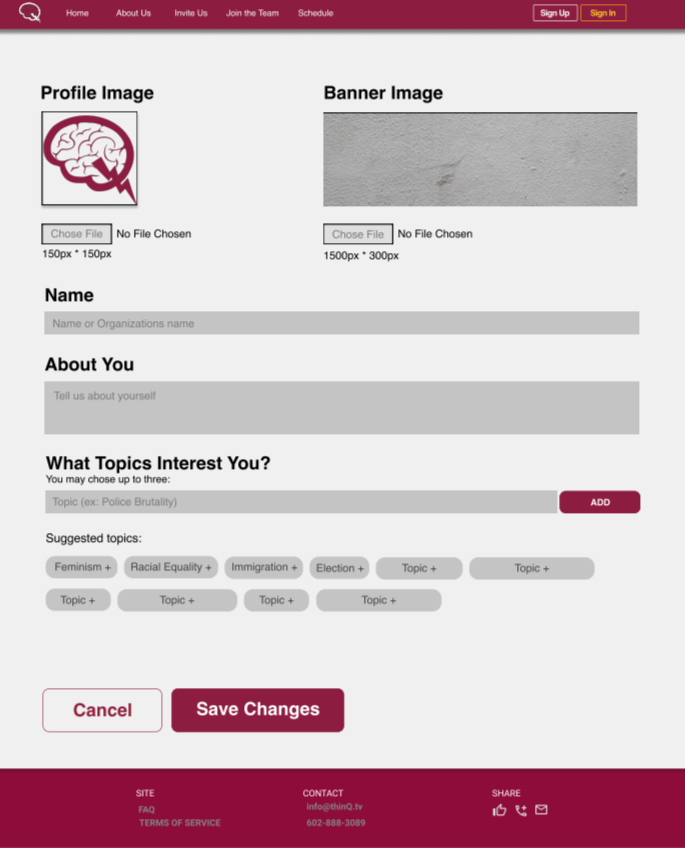 Home About Us Invite Us Join the Team Schedule Sign Up Sign In
Profile Image
Banner Image
Chose File No File Chosen
150px * 150px
Chose File No File Chosen
1500px * 300px
Name
Name or Organizations name
About You
Tell us about yourself
What Topics Interest You?
You may chose up to three:
Topic (ex: Police Brutality) ADD
Suggested topics:
Feminism + Racial Equality + Immigration + Election + Topic + Topic +
Topic + Topic + Topic + Topic +
Cancel Save Changes
SITE
FAQ
TERMS OF SERVICE
CONTACT
info@thinQ.tv
602-888-3089
SHARE